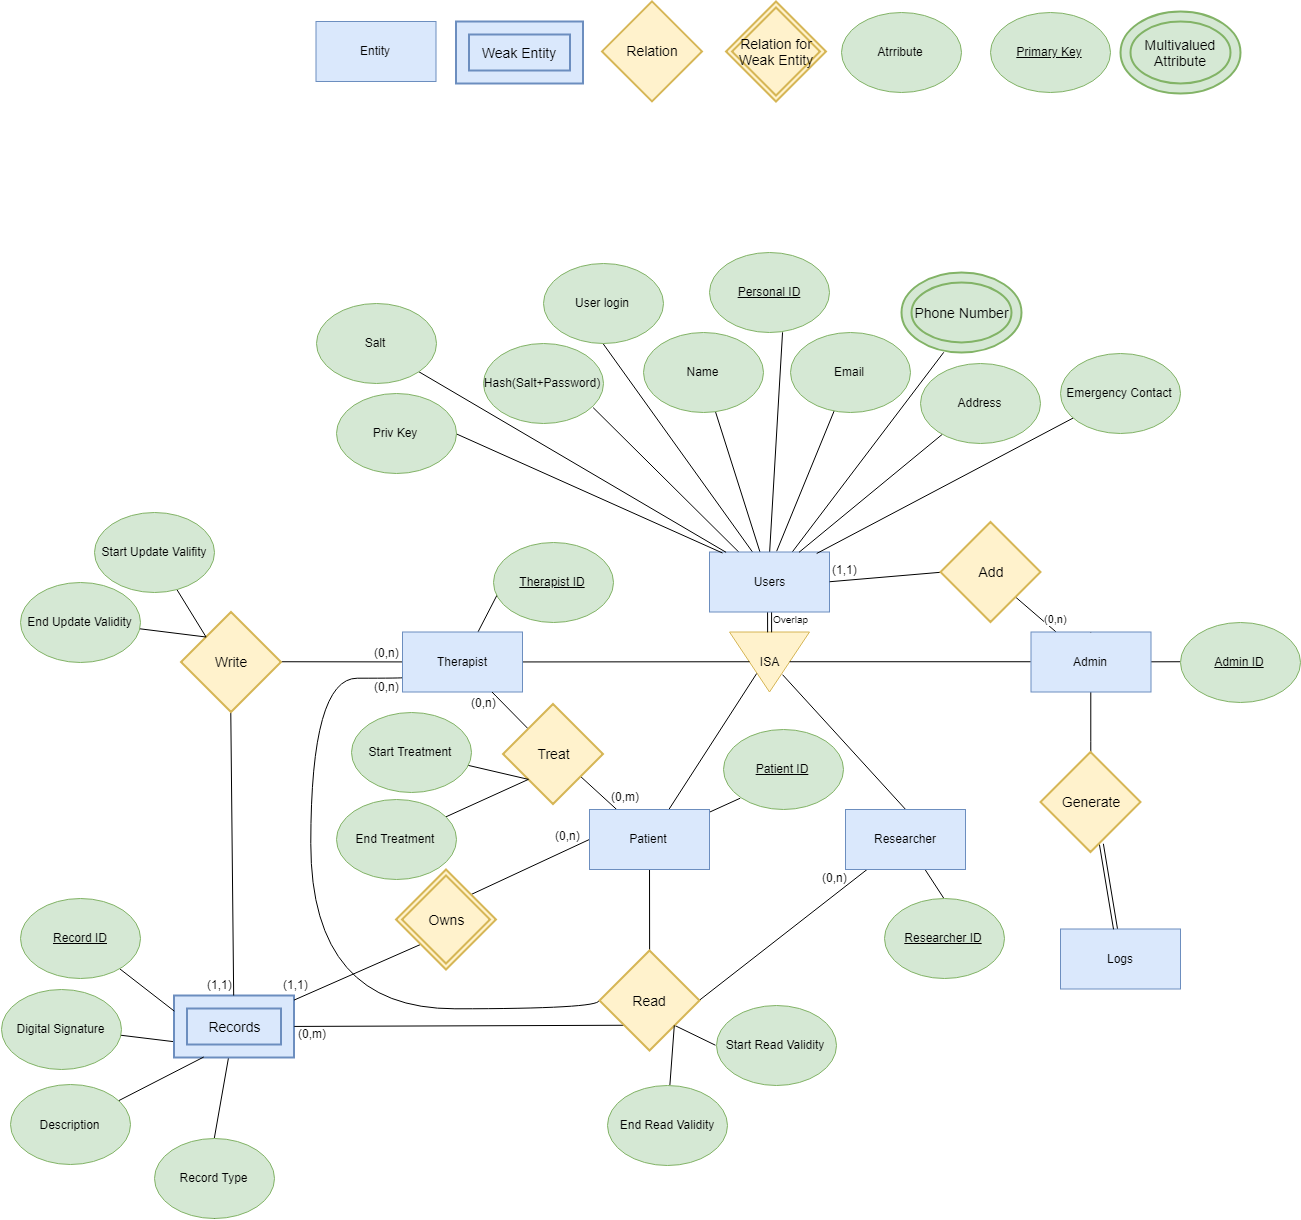 Entity
Weak Entity
Relation
Relation for
Weak Entity
Atrribute
Primary Key
Multivalued
Attribute
Personal ID
User login
Phone Number
Salt
Name
Email
Hash(Salt+Password)
Address
Emergency Contact
Priv Key
Start Update Valifity
End Update Validity
Therapist ID
Users
(1,1)
Add
Overlap
(0,n)
Write
(0,n)
Therapist
ISA
Admin
Admin ID
(0,n)
(0,n)
Start Treatment
Treat
Patient ID
(0,m)
Generate
End Treatment
(0,n)
Patient
Researcher
(0,n)
Owns
Record ID
Researcher ID
Logs
(1,1)
(1,1)
Read
Digital Signature
Records
(0,m)
Start Read Validity
Description
End Read Validity
Record Type